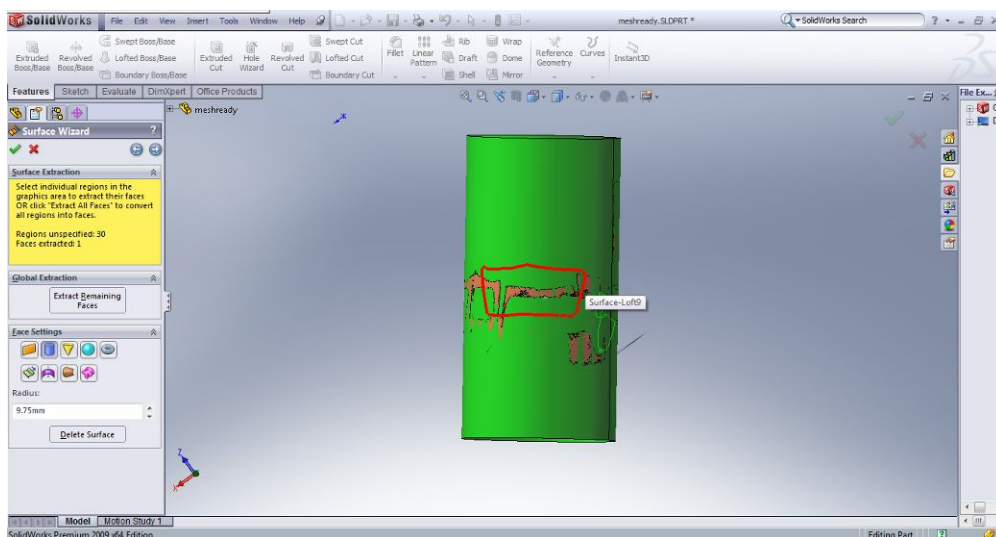 SolidWorks File Edit View Insert Tools Window Help meshready.SLDPRT * SolidWorks Search ?
Extruded Boss/Base
Revolved Boss/Base
Swept Boss/Base
Lofted Boss/Base
Boundary Boss/Base
Extruded Cut
Hole Wizard
Revolved Cut
Swept Cut
Lofted Cut
Boundary Cut
Fillet
Linear Pattern
Rib
Draft
Shell
Wrap
Dome
Mirror
Reference Geometry
Curves
Instant3D
Features Sketch Evaluate DimXpert Office Products
meshready
File Ex...
Surface Wizard ?
Surface Extraction
Select individual regions in the
graphics area to extract their faces
OR click "Extract All Faces" to convert
all regions into faces.
Regions unspecified: 30
Faces extracted: 1
Global Extraction
Extract Remaining
Faces
Face Settings
Radius:
9.75mm
Delete Surface
Surface-Loft9
Z
X
Model Motion Study 1
SolidWorks Premium 2009 x64 Edition Editing Part